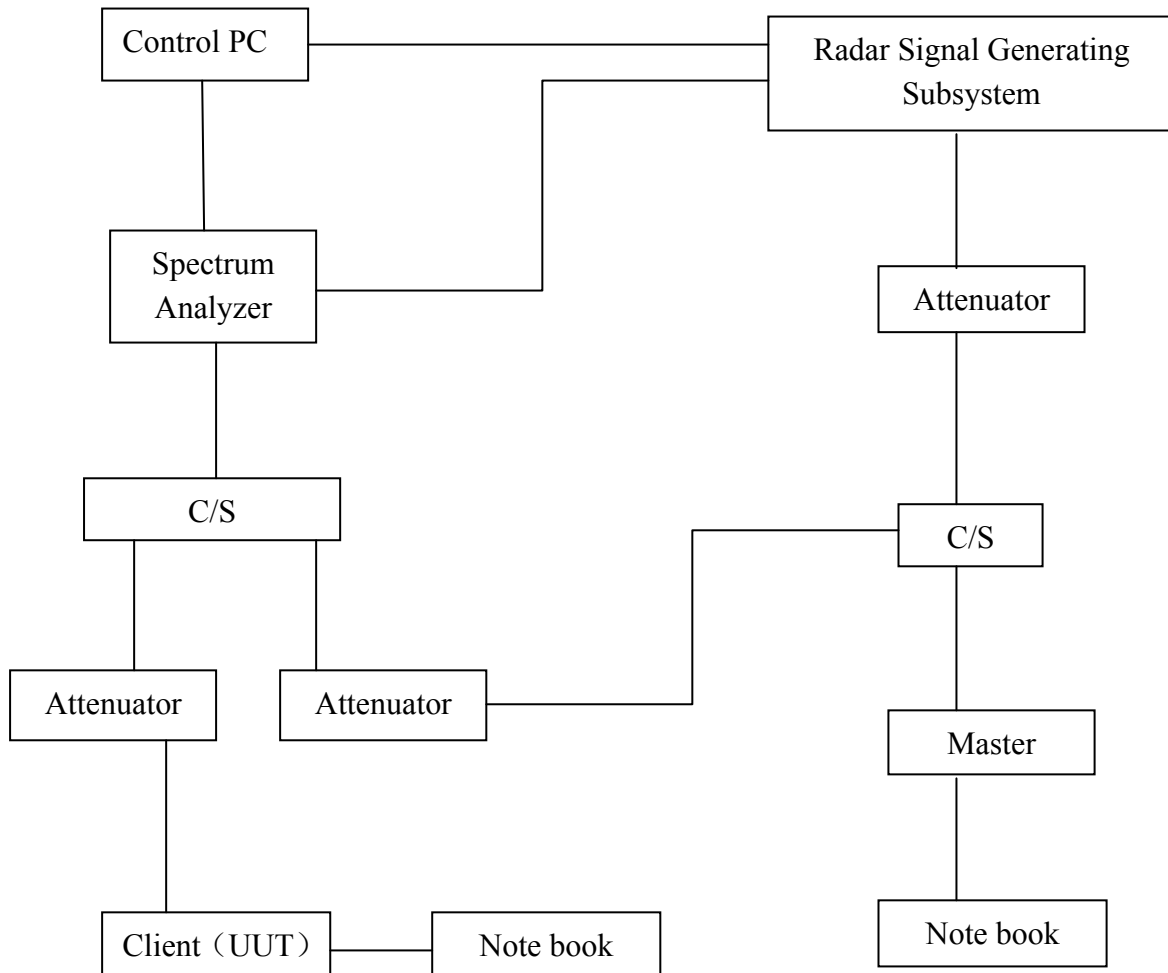 Control PC
Radar Signal Generating
Subsystem
Spectrum
Analyzer
Attenuator
C/S
C/S
Attenuator
Attenuator
Master
Client（UUT）
Note book
Note book